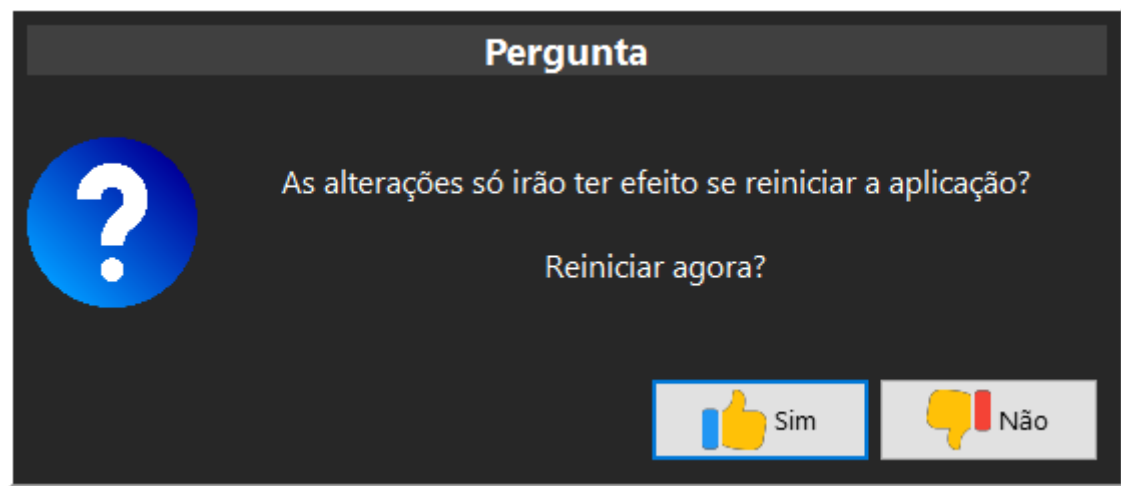 Pergunta
As alterações só irão ter efeito se reiniciar a aplicação?
Reiniciar agora?
Sim
Não